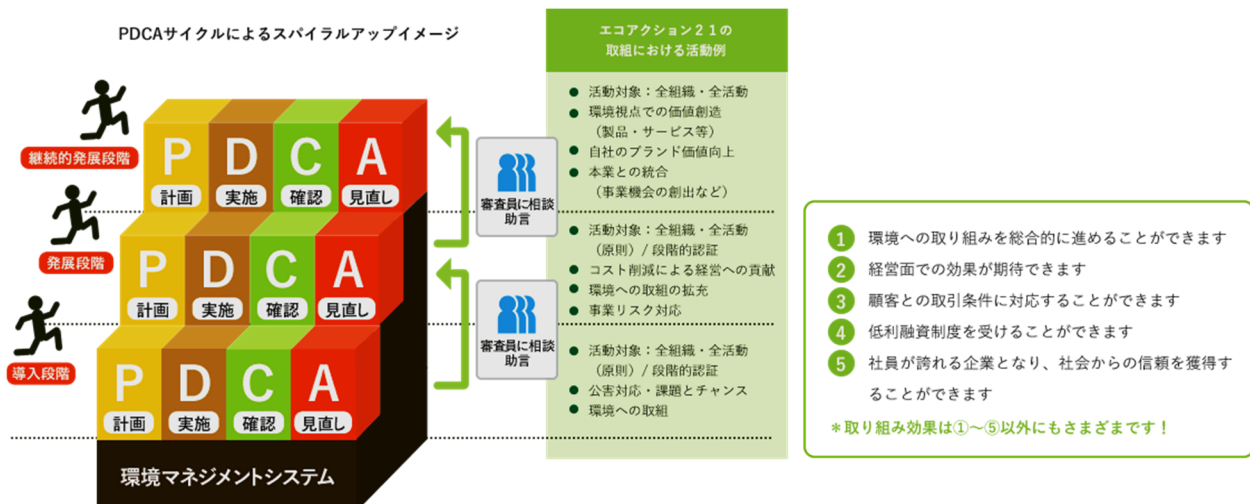 PDCAサイクルによるスパイラルアップイメージ
継続的発展段階
P
D
C
A
計画
実施
確認
見直し
発展段階
P
D
C
A
計画
実施
確認
見直し
導入段階
P
D
C
A
計画
実施
確認
見直し
環境マネジメントシステム
審査員に相談
助言
審査員に相談
助言
エコアクション２１の
取組における活動例
● 活動対象：全組織・全活動
● 環境視点での価値創造
（製品・サービス等）
● 自社のブランド価値向上
● 本業との統合
（事業機会の創出など）
● 活動対象：全組織・全活動
（原則）/ 段階的認証
● コスト削減による経営への貢献
● 環境への取組の拡充
● 事業リスク対応
● 活動対象：全組織・全活動
（原則）/ 段階的認証
● 公害対応・課題とチャンス
● 環境への取組
1 環境への取り組みを総合的に進めることができます
2 経営面での効果が期待できます
3 顧客との取引条件に対応することができます
4 低利融資制度を受けることができます
5 社員が誇れる企業となり、社会からの信頼を獲得す
ることができます
＊取り組み効果は①～⑤以外にもさまざまです！